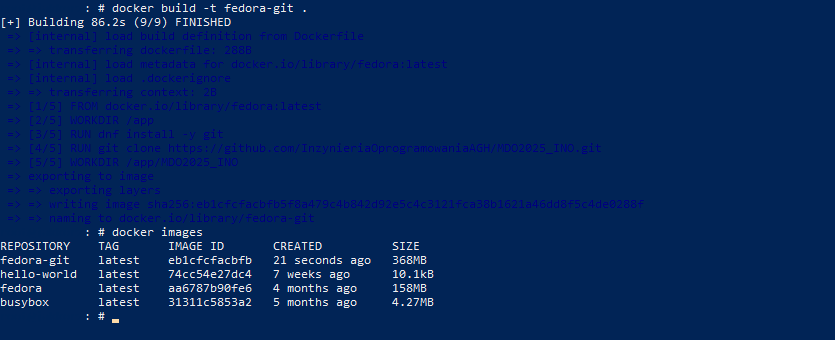 : # docker build -t fedora-git .
[+] Building 86.2s (9/9) FINISHED
=> [internal] load build definition from Dockerfile
=> => transferring dockerfile: 288B
=> [internal] load metadata for docker.io/library/fedora:latest
=> [internal] load .dockerignore
=> => transferring context: 2B
=> [1/5] FROM docker.io/library/fedora:latest
=> [2/5] WORKDIR /app
=> [3/5] RUN dnf install -y git
=> [4/5] RUN git clone https://github.com/InzynieriaOprogramowaniaAGH/MDO2025_INO.git
=> [5/5] WORKDIR /app/MDO2025_INO
=> exporting to image
=> => exporting layers
=> => writing image
=> => naming to docker.io/library/fedora-git
: # docker images
REPOSITORY TAG IMAGE ID CREATED SIZE
fedora-git latest eb1cfcfacbfb 21 seconds ago 368MB
hello-world latest 74cc54e27dc4 7 weeks ago 10.1kB
fedora latest aa6787b90fe6 4 months ago 158MB
busybox latest 31311c5853a2 5 months ago 4.27MB
: #